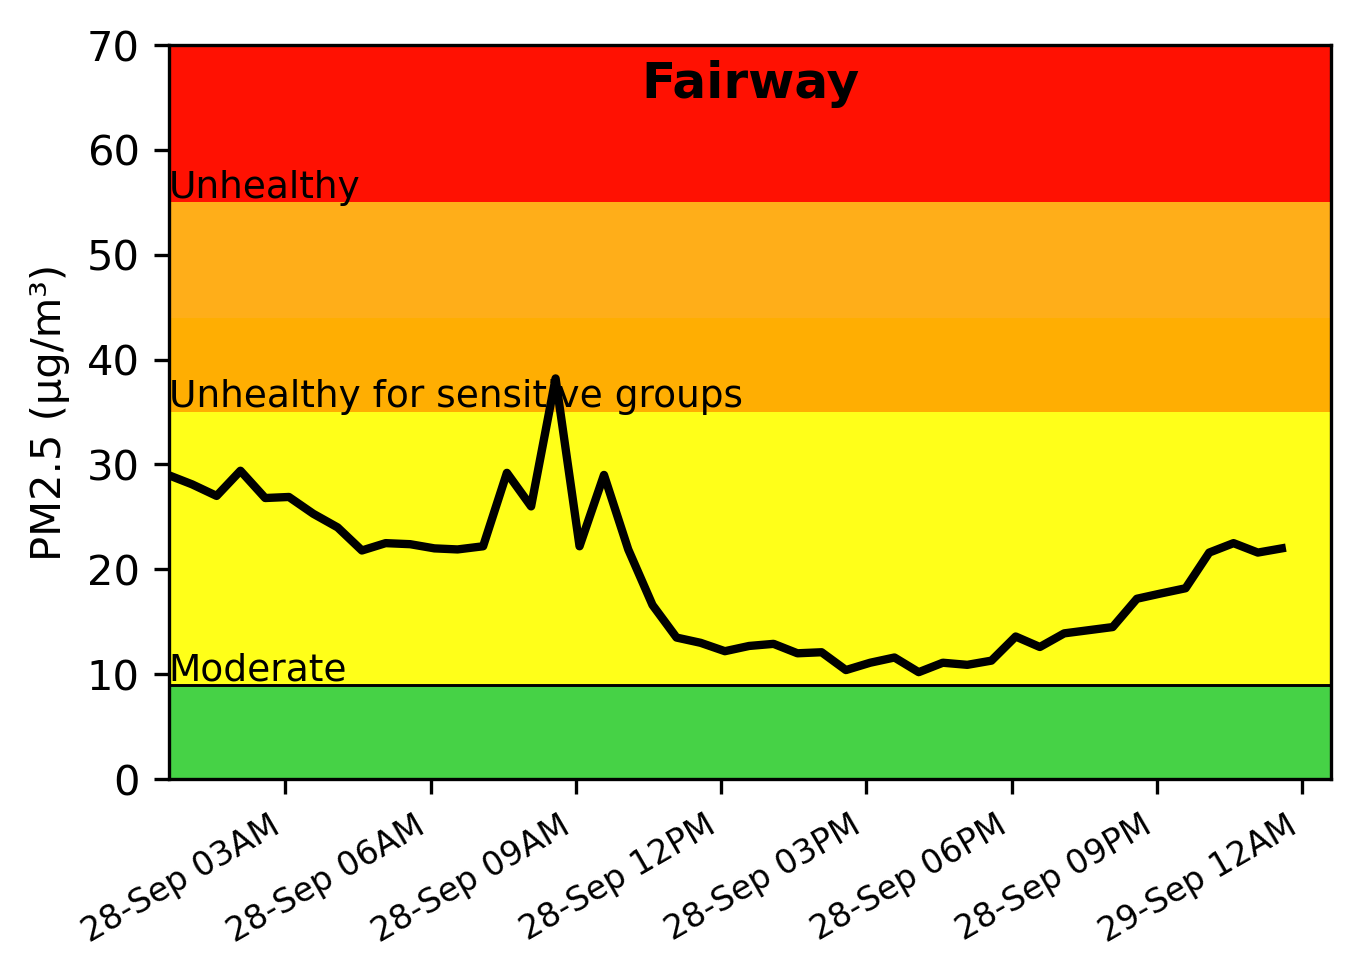 Fairway
70
60
50
40
30
20
10
0
PM2.5 (µg/m³)
Unhealthy
Unhealthy for sensitive groups
Moderate
28-Sep 03AM
28-Sep 06AM
28-Sep 09AM
28-Sep 12PM
28-Sep 03PM
28-Sep 06PM
28-Sep 09PM
29-Sep 12AM